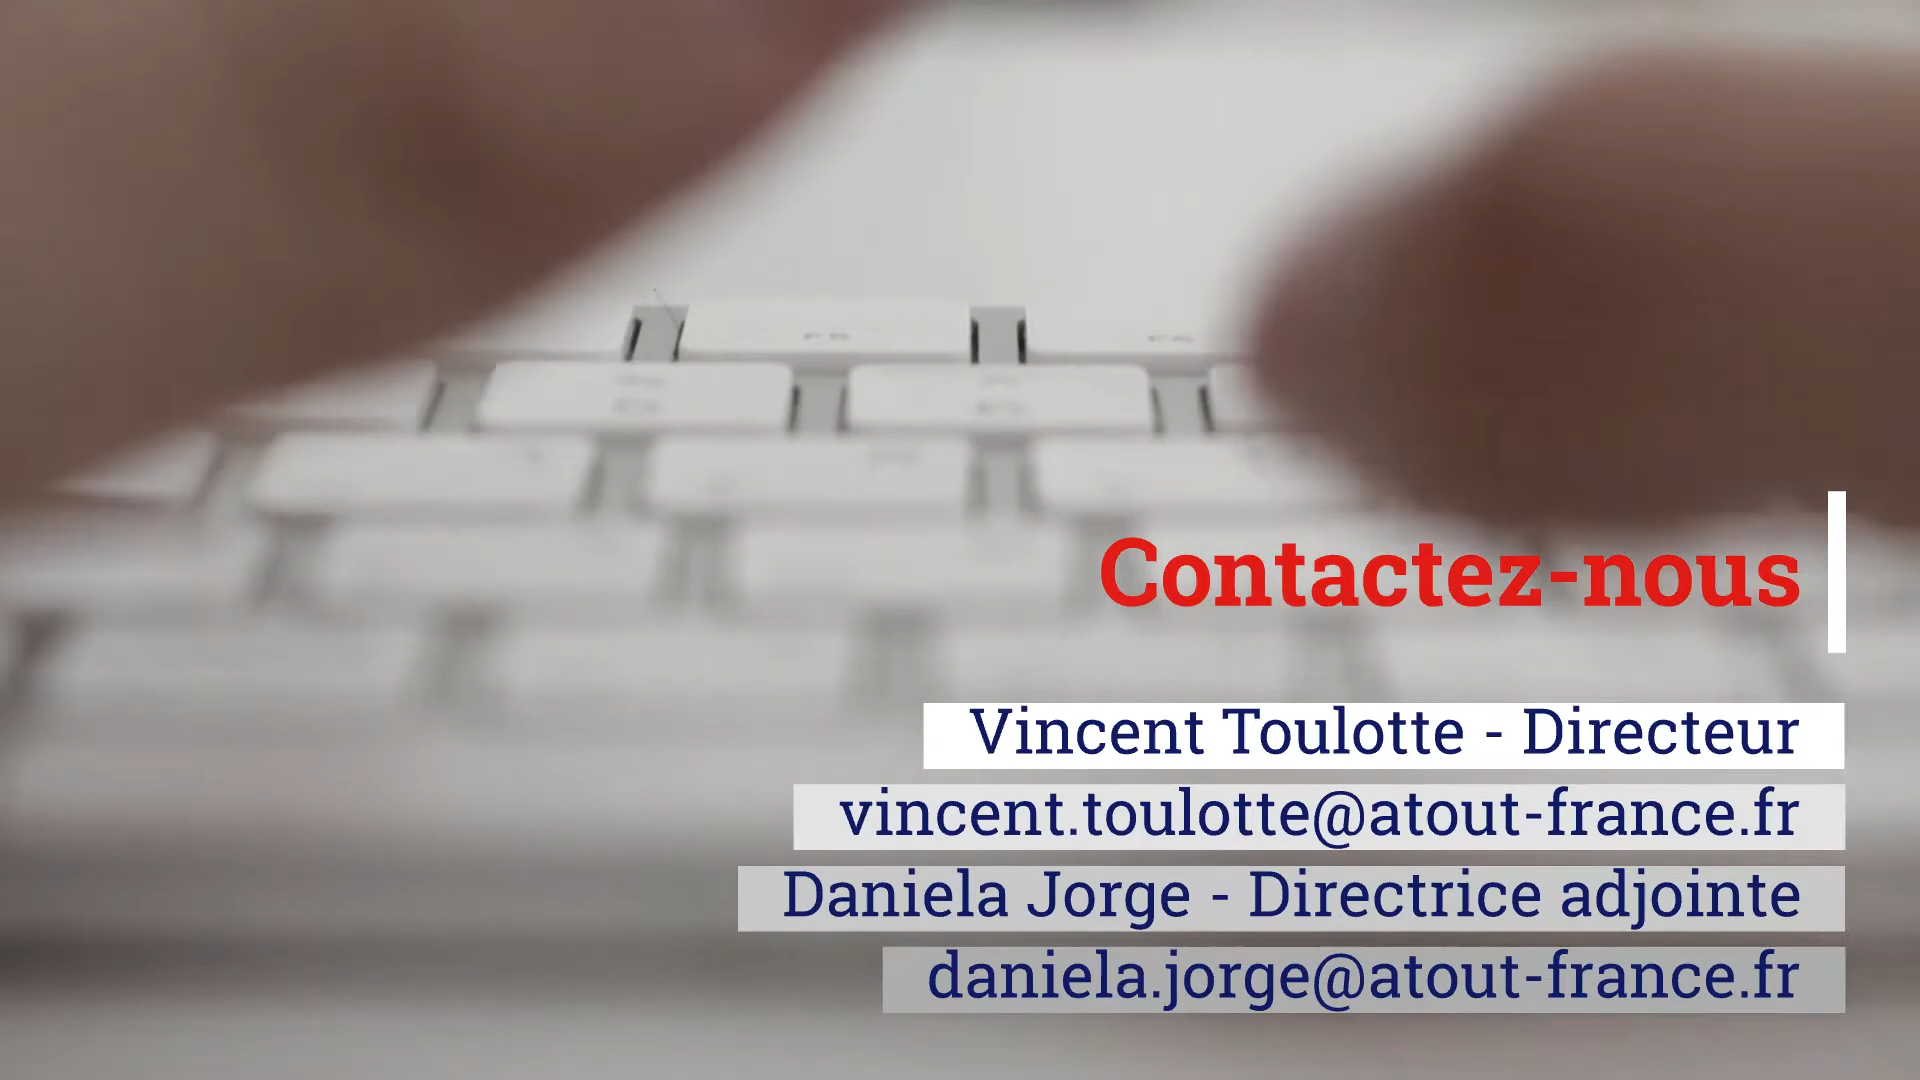 Contactez-nous
Vincent Toulotte - Directeur
vincent.toulotte@atout-france.fr
Daniela Jorge - Directrice adjointe
daniela.jorge@atout-france.fr